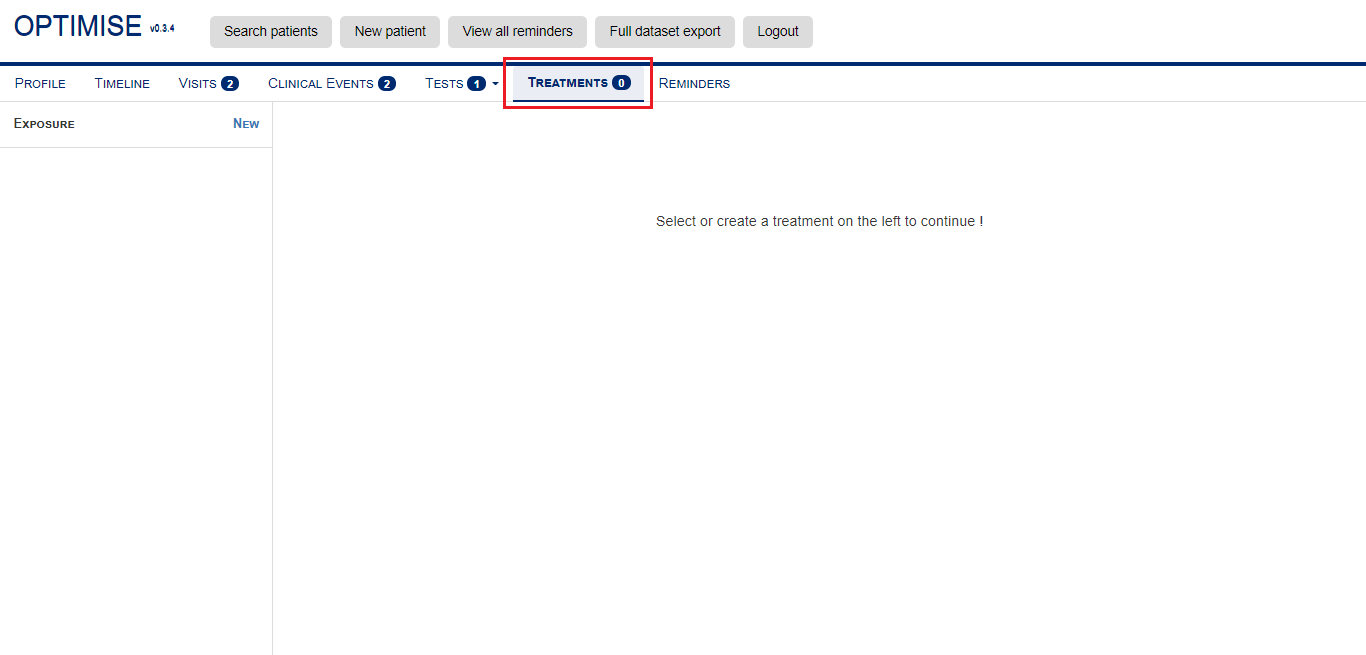 OPTIMISE v0.3.4 Search patients New patient View all reminders Full dataset export Logout
PROFILE TIMELINE VISITS 2 CLINICAL EVENTS 2 TESTS 1 TREATMENTS 0 REMINDERS
EXPOSURE NEW
Select or create a treatment on the left to continue !